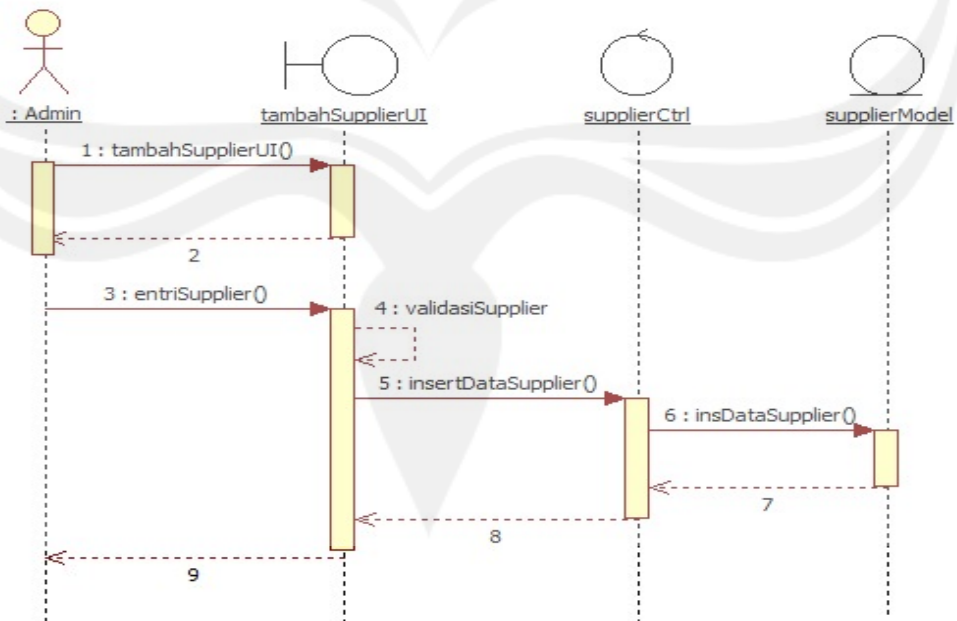 : Admin
tambahSupplierUI
supplierCtrl
supplierModel
1 : tambahSupplierUI()
2
3 : entriSupplier()
4 : validasiSupplier
5 : insertDataSupplier()
6 : insDataSupplier()
7
8
9